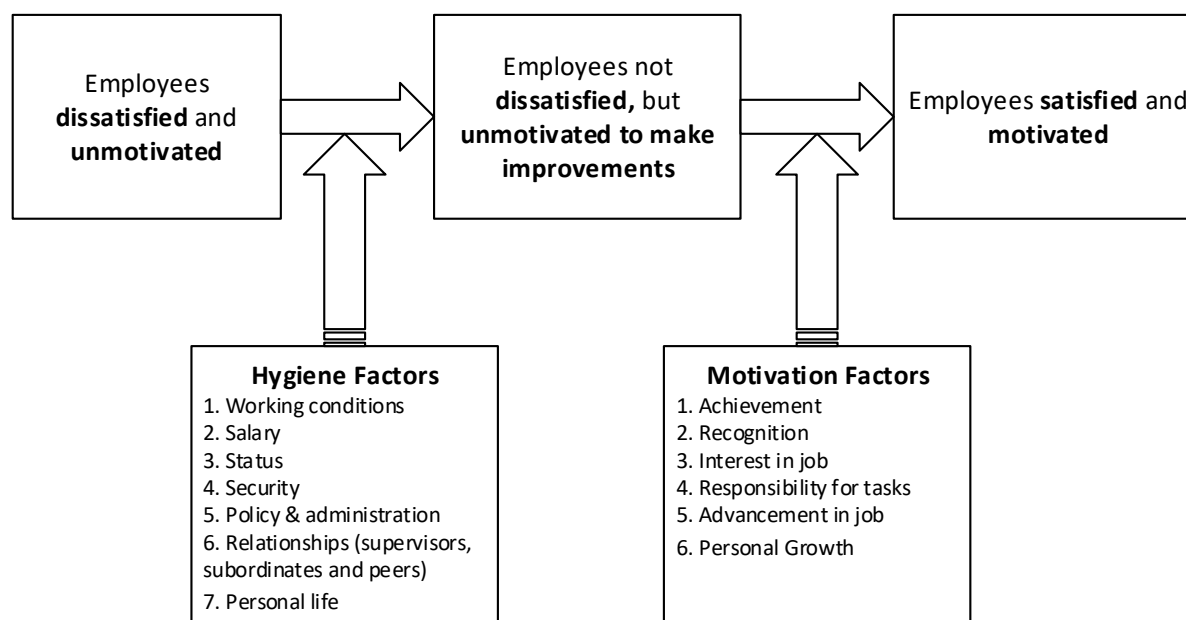 Employees
dissatisfied and
unmotivated
Employees not
dissatisfied, but
unmotivated to make
improvements
Employees satisfied and
motivated
Hygiene Factors
1. Working conditions
2. Salary
3. Status
4. Security
5. Policy & administration
6. Relationships (supervisors,
subordinates and peers)
7. Personal life
Motivation Factors
1. Achievement
2. Recognition
3. Interest in job
4. Responsibility for tasks
5. Advancement in job
6. Personal Growth